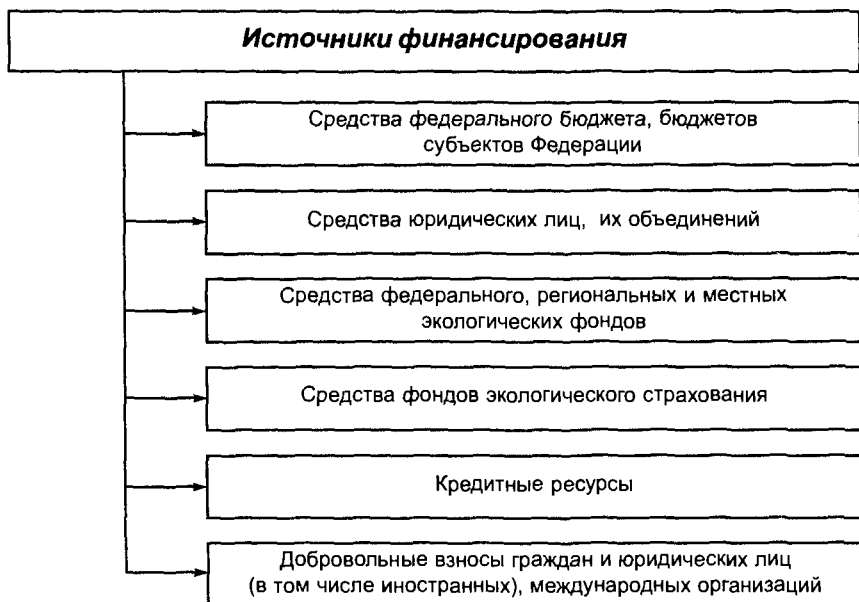 Источники финансирования
Средства федерального бюджета, бюджетов
субъектов Федерации
Средства юридических лиц, их объединений
Средства федерального, региональных и местных
экологических фондов
Средства фондов экологического страхования
Кредитные ресурсы
Добровольные взносы граждан и юридических лиц
(в том числе иностранных), международных организаций